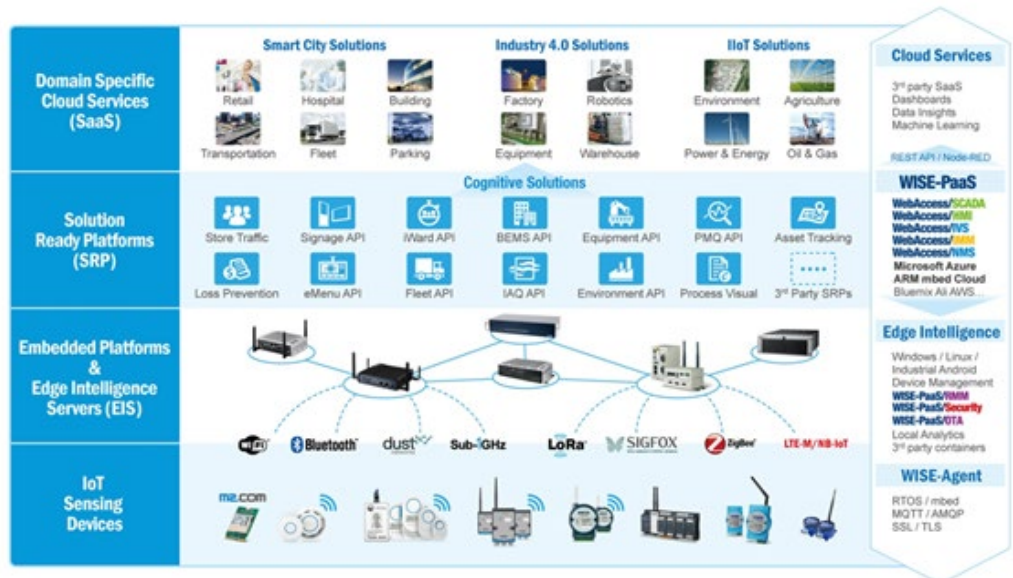 Domain Specific
Cloud Services
(SaaS)
Smart City Solutions
Industry 4.0 Solutions
IIoT Solutions
Retail
Hospital
Building
Factory
Robotics
Environment
Agriculture
Transportation
Fleet
Parking
Equipment
Warehouse
Power & Energy
Oil & Gas
Solution
Ready Platforms
(SRP)
Cognitive Solutions
Store Traffic
Signage API
iWard API
BEMS API
Equipment API
PMQ API
Asset Tracking
Loss Prevention
eMenu API
Fleet API
IAQ API
Environment API
Process Visual
3rd Party SRPs
Embedded Platforms
&
Edge Intelligence
Servers (EIS)
WiFi
Bluetooth
dust
Sub-1GHz
LoRa
SIGFOX
ZigBee
LTE-M/NB-IoT
IoT
Sensing
Devices
M2.COM
Cloud Services
3rd party SaaS
Dashboards
Data Insights
Machine Learning
REST API / Node-RED
WISE-PaaS
WebAccess/SCADA
WebAccess/HMI
WebAccess/IVS
WebAccess/IMM
WebAccess/NMS
Microsoft Azure
ARM mbed Cloud
Bluemix Ali AWS...
Edge Intelligence
Windows / Linux /
Industrial Android
Device Management
WISE-PaaS/RMM
WISE-PaaS/Security
WISE-PaaS/OTA
Local Analytics
3rd party containers
WISE-Agent
RTOS / mbed
MQTT / AMQP
SSL / TLS